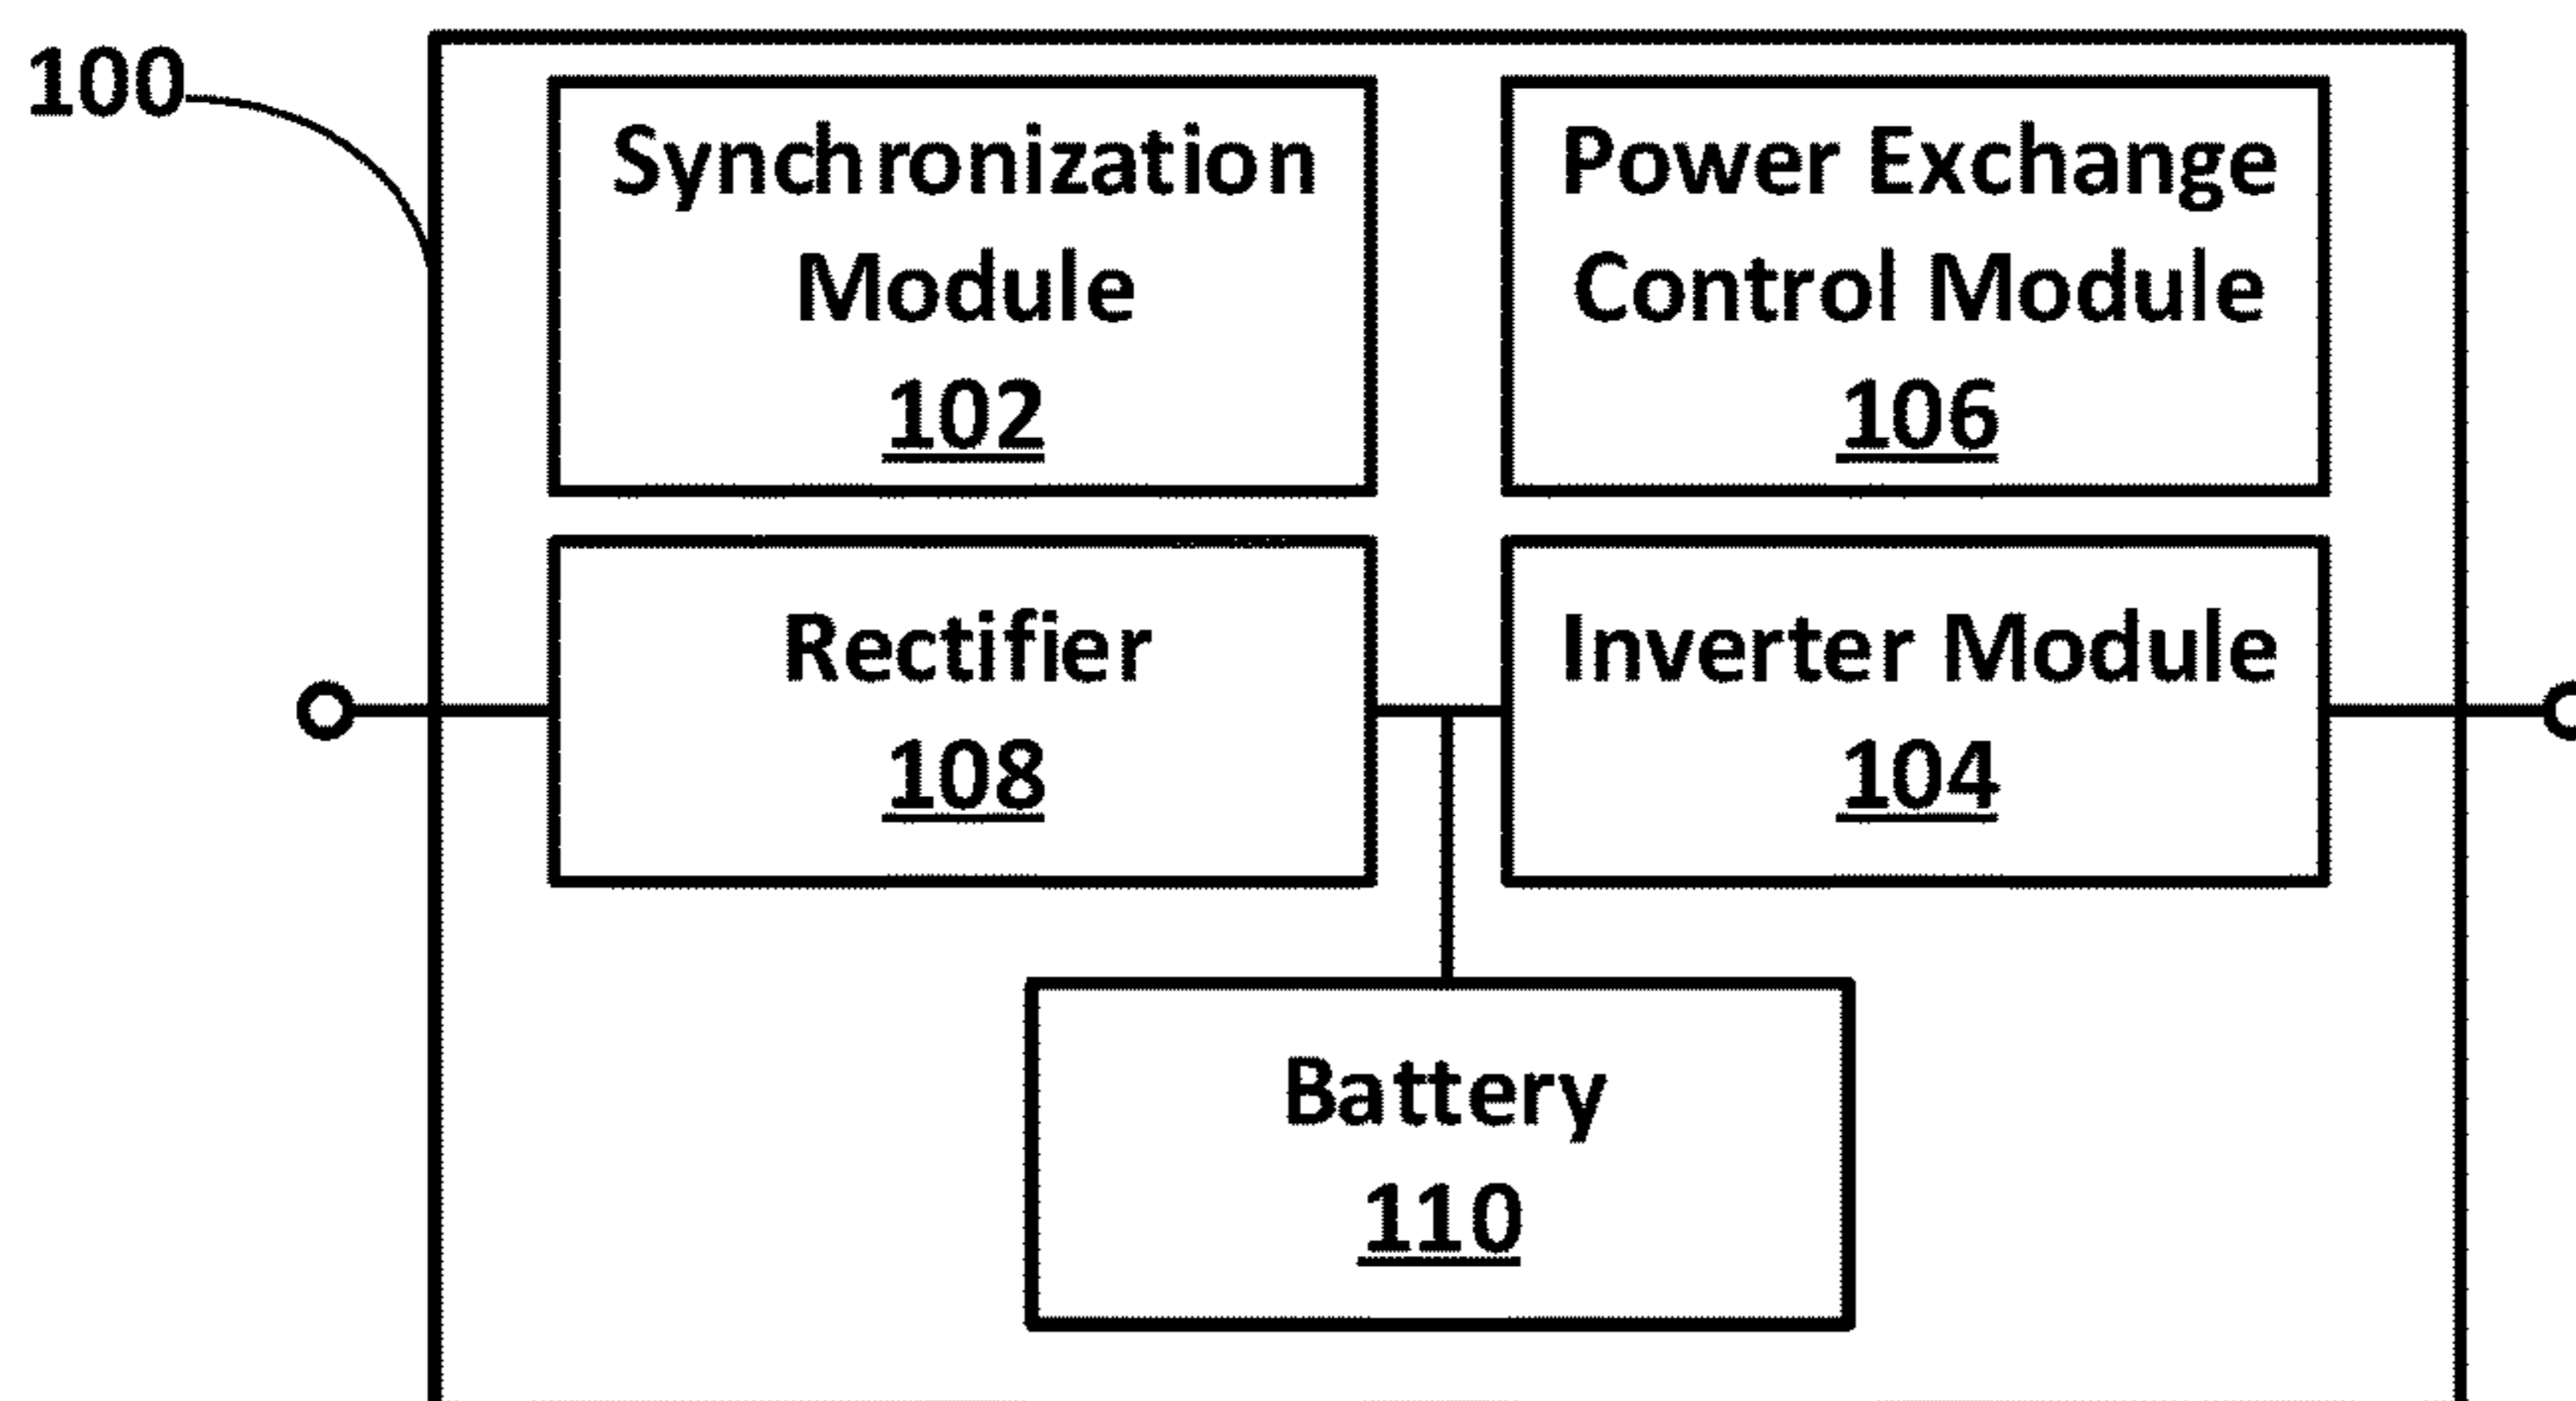 100
Synchronization
Module
102
Power Exchange
Control Module
106
Rectifier
108
Inverter Module
104
Battery
110